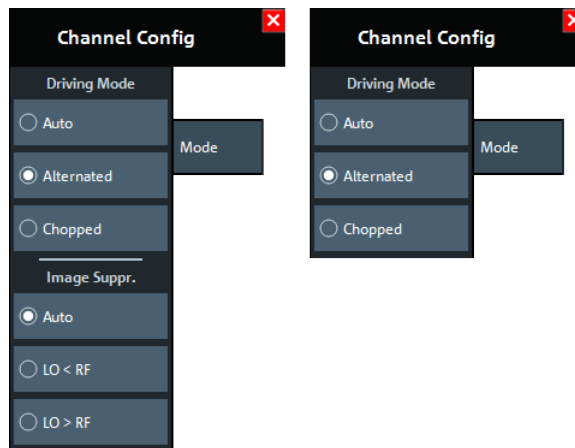 Channel Config
Driving Mode
Auto
Mode
Alternated
Chopped
Image Suppr.
Auto
LO < RF
LO > RF
Channel Config
Driving Mode
Auto
Mode
Alternated
Chopped